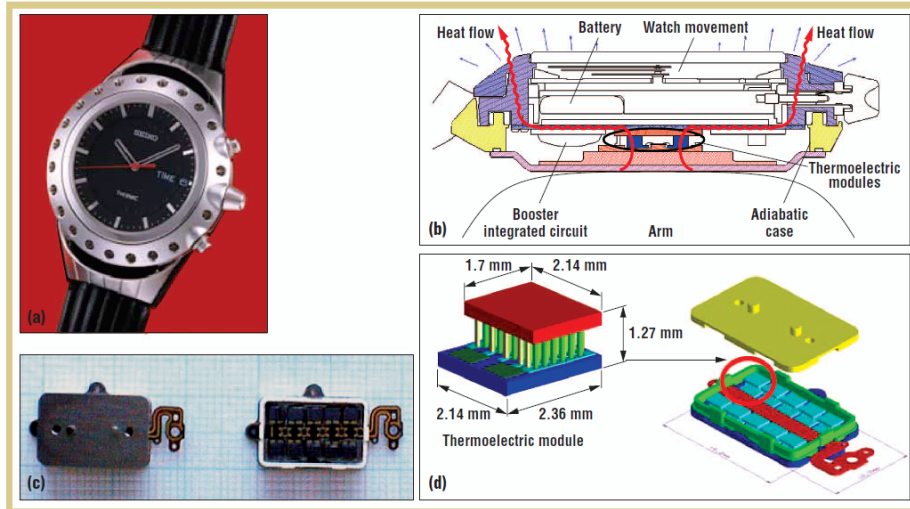 SEIKO
TIME
THERMIC
(a)
Heat flow
Battery
Watch movement
Heat flow
Thermoelectric
modules
Booster
integrated circuit
Arm
Adiabatic
case
(b)
(c)
1.7 mm
2.14 mm
1.27 mm
2.14 mm
2.36 mm
Thermoelectric module
(d)